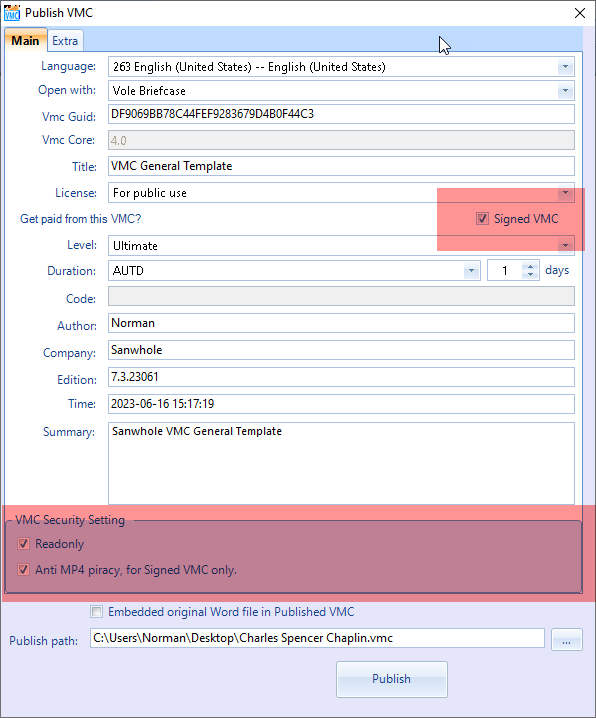 VMC
Publish VMC
Main Extra
Language: 263 English (United States) -- English (United States)
Open with: Vole Briefcase
Vmc Guid: DF9069BB78C44FEF9283679D4B0F44C3
Vmc Core: 4.0
Title: VMC General Template
License: For public use
Get paid from this VMC? Signed VMC
Level: Ultimate
Duration: AUTD 1 days
Code:
Author: Norman
Company: Sanwhole
Edition: 7.3.23061
Time: 2023-06-16 15:17:19
Summary: Sanwhole VMC General Template
VMC Security Setting
Readonly
Anti MP4 piracy, for Signed VMC only.
Embedded original Word file in Published VMC
Publish path: C:\Users\Norman\Desktop\Charles Spencer Chaplin.vmc ...
Publish